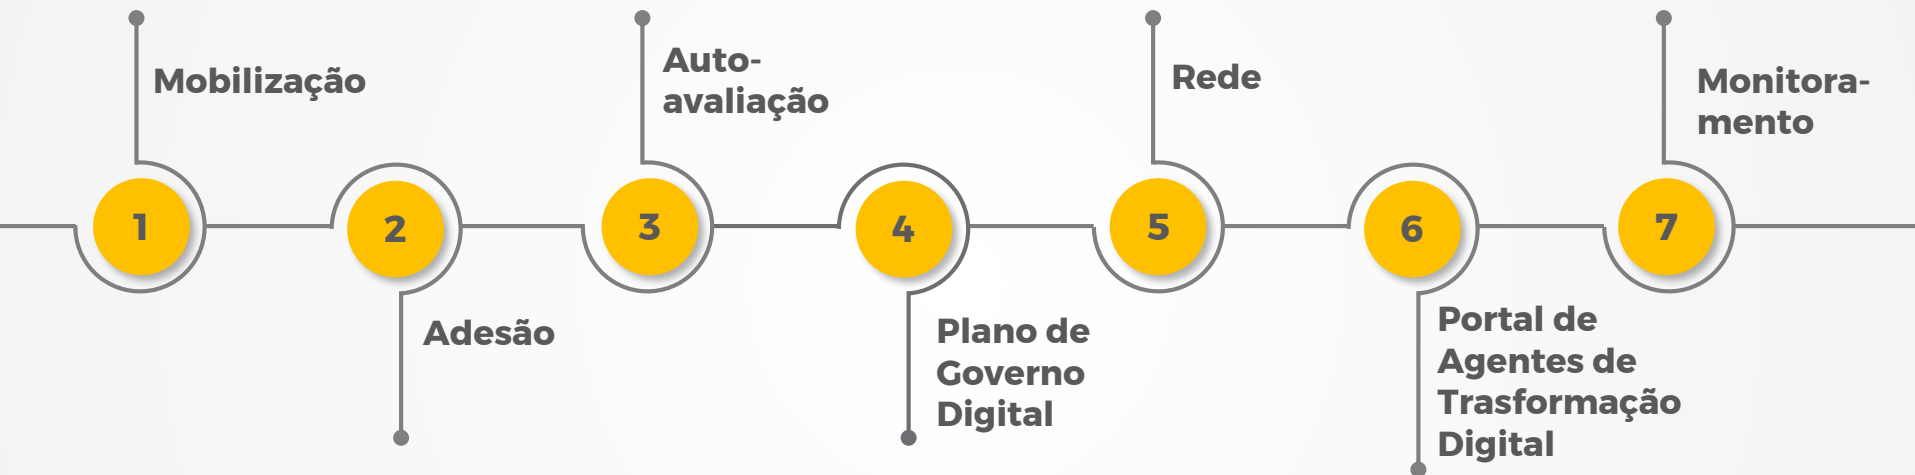 1
Mobilização
2
Adesão
3
Auto-
avaliação
4
Plano de
Governo
Digital
5
Rede
6
Portal de
Agentes de
Trasformação
Digital
7
Monitora-
mento